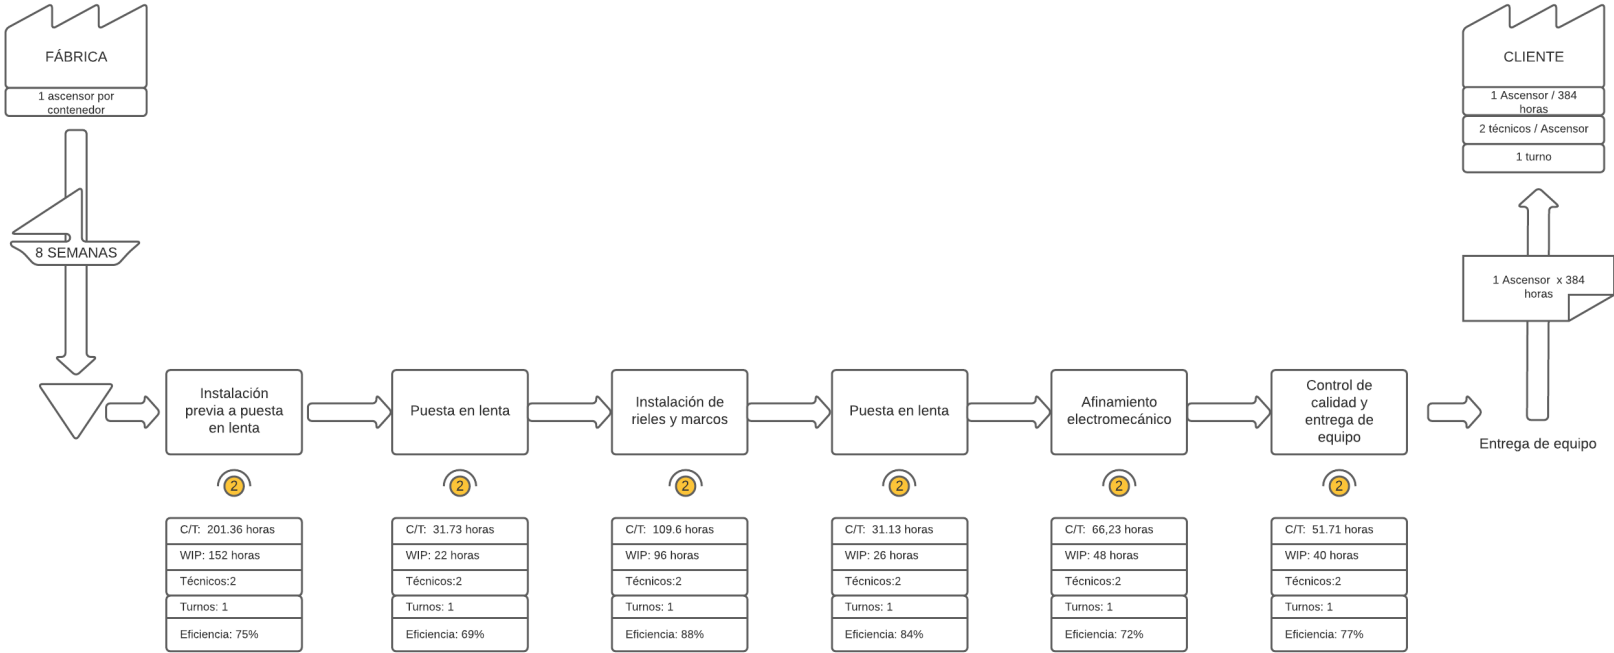 FÁBRICA
1 ascensor por
contenedor
8 SEMANAS
CLIENTE
1 Ascensor / 384
horas
2 técnicos / Ascensor
1 turno
1 Ascensor x 384
horas
Entrega de equipo
Instalación
previa a puesta
en lenta
2
C/T: 201.36 horas
WIP: 152 horas
Técnicos:2
Turnos: 1
Eficiencia: 75%
Puesta en lenta
2
C/T: 31.73 horas
WIP: 22 horas
Técnicos:2
Turnos: 1
Eficiencia: 69%
Instalación de
rieles y marcos
2
C/T: 109.6 horas
WIP: 96 horas
Técnicos:2
Turnos: 1
Eficiencia: 88%
Puesta en lenta
2
C/T: 31.13 horas
WIP: 26 horas
Técnicos:2
Turnos: 1
Eficiencia: 84%
Afinamiento
electromecánico
2
C/T: 66,23 horas
WIP: 48 horas
Técnicos:2
Turnos: 1
Eficiencia: 72%
Control de
calidad y
entrega de
equipo
2
C/T: 51.71 horas
WIP: 40 horas
Técnicos:2
Turnos: 1
Eficiencia: 77%